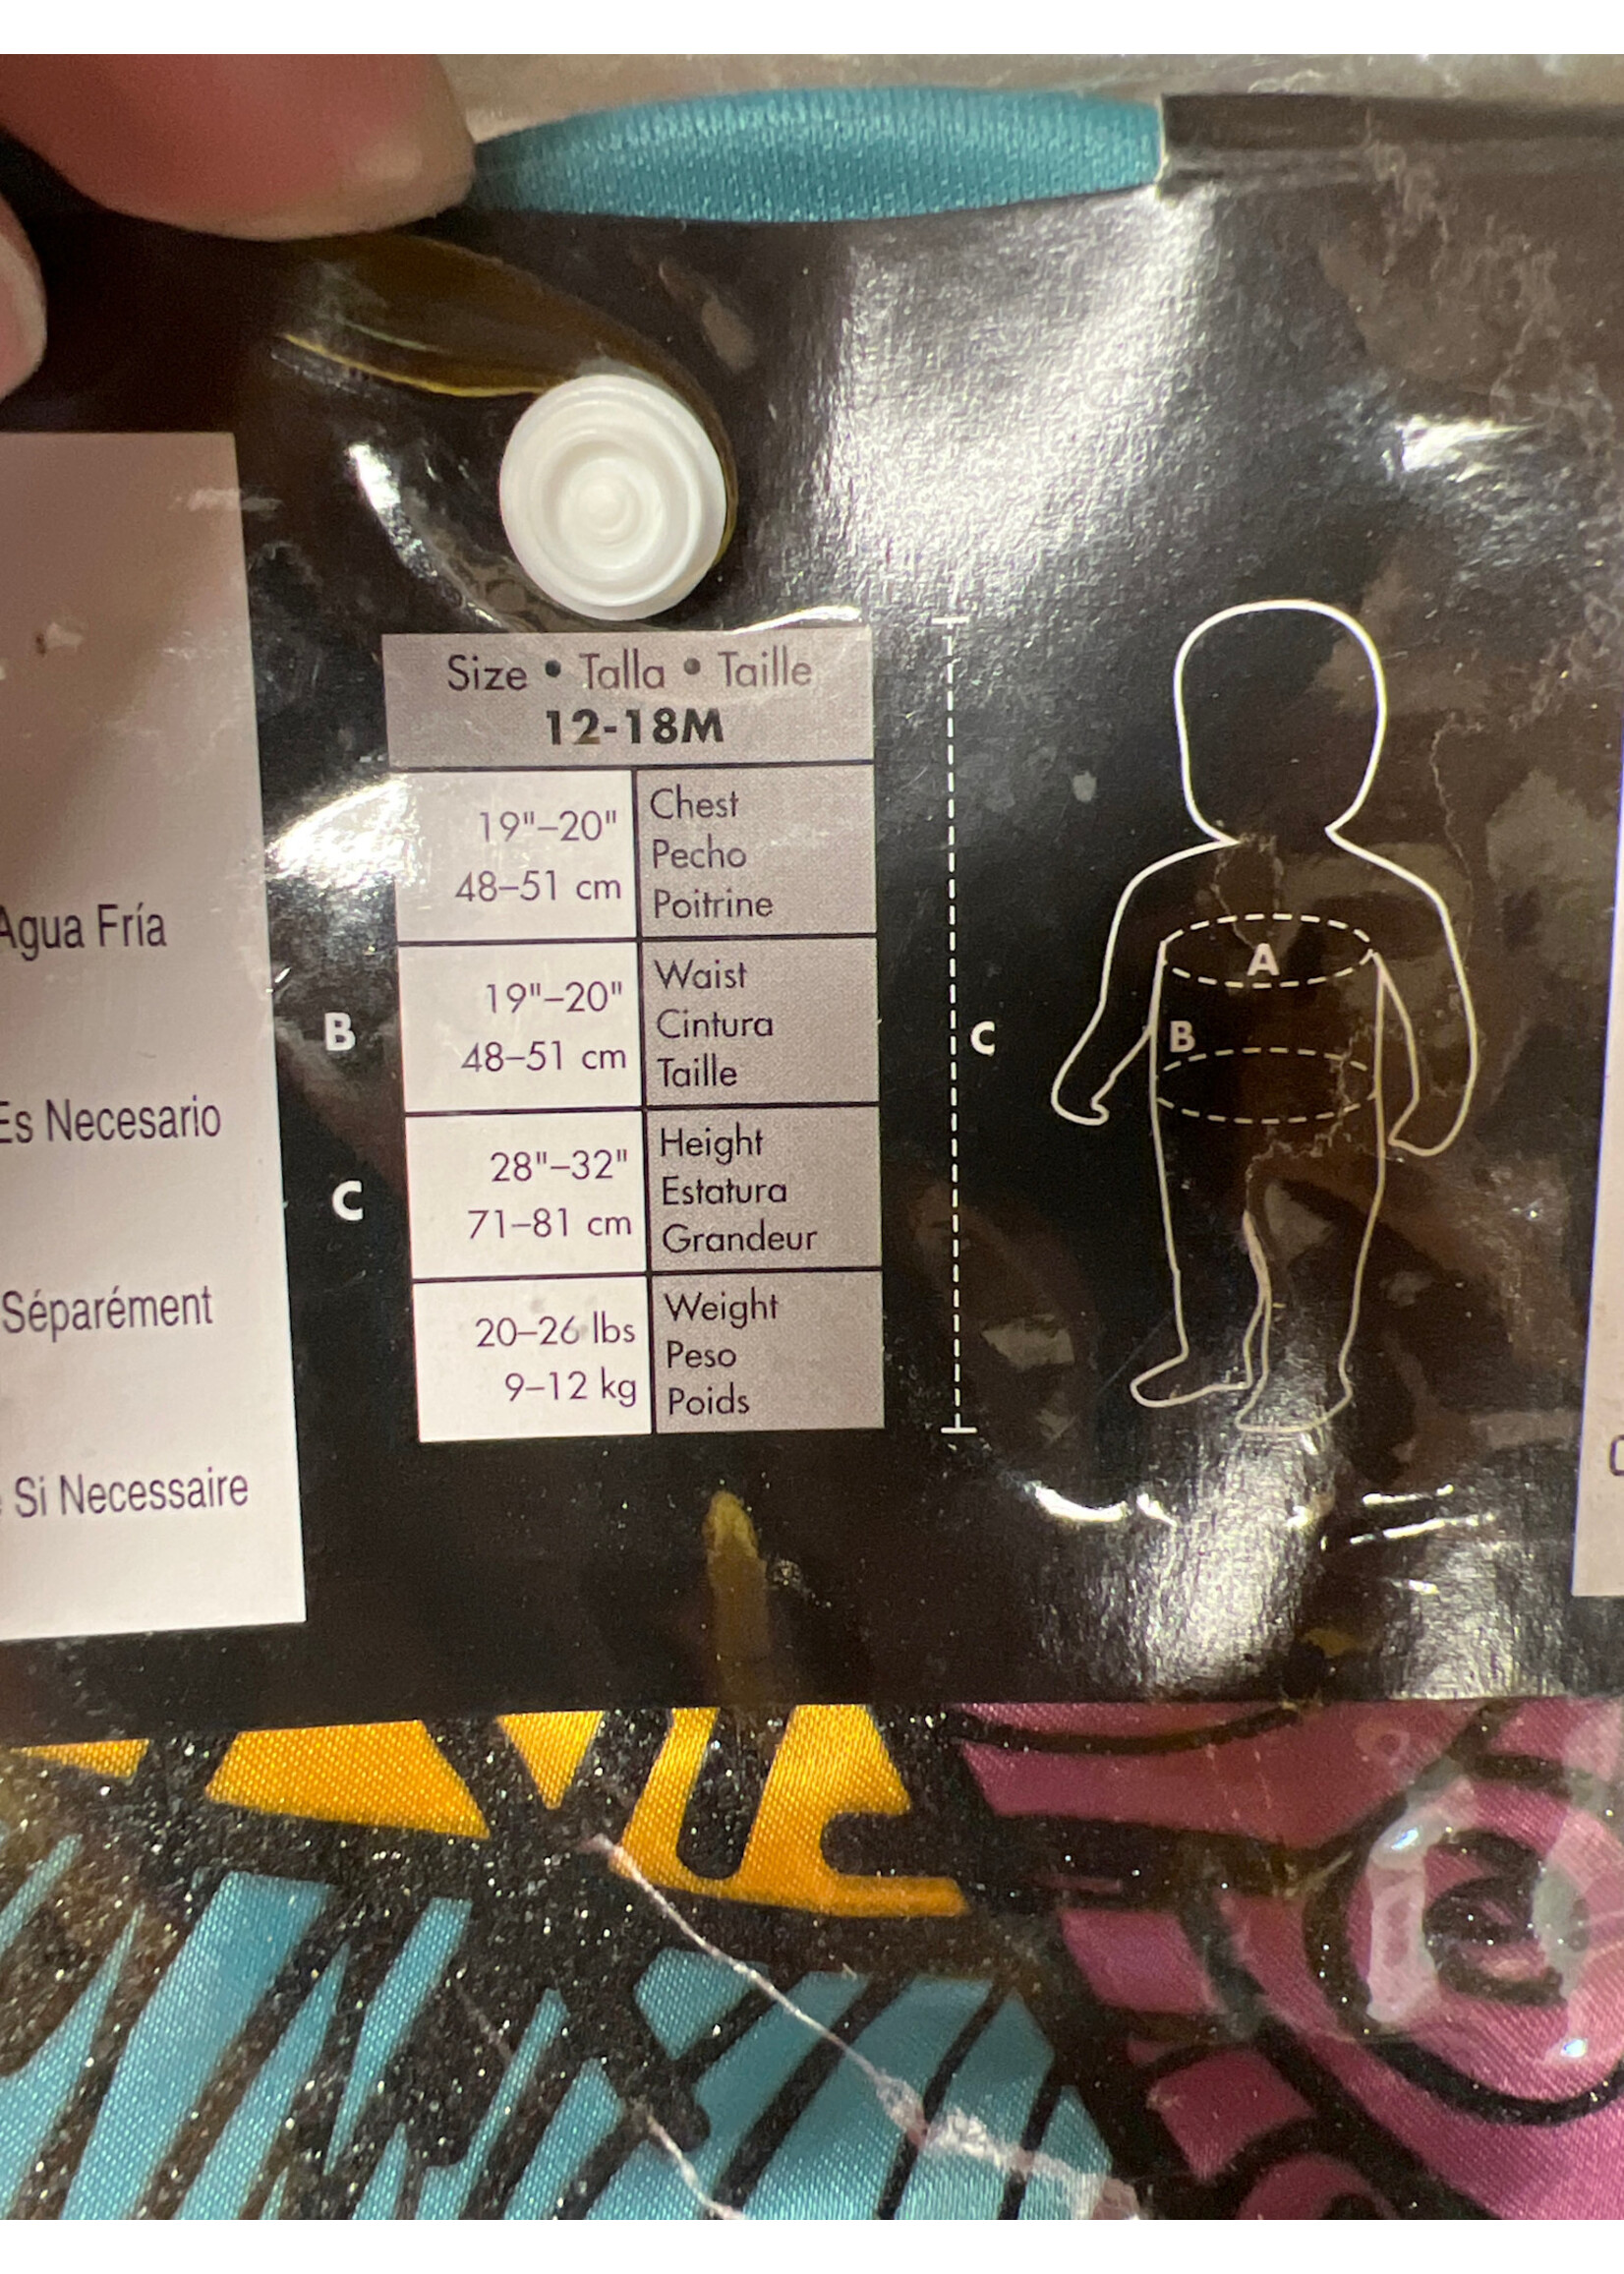 Agua Fría
Es Necesario
Séparément
Si Necessaire
Size • Talla • Taille
12-18M
19"–20"
48–51 cm
Chest
Pecho
Poitrine
B
19"–20"
48–51 cm
Waist
Cintura
Taille
C
28"–32"
71–81 cm
Height
Estatura
Grandeur
20–26 lbs
9–12 kg
Weight
Peso
Poids
C
A
B